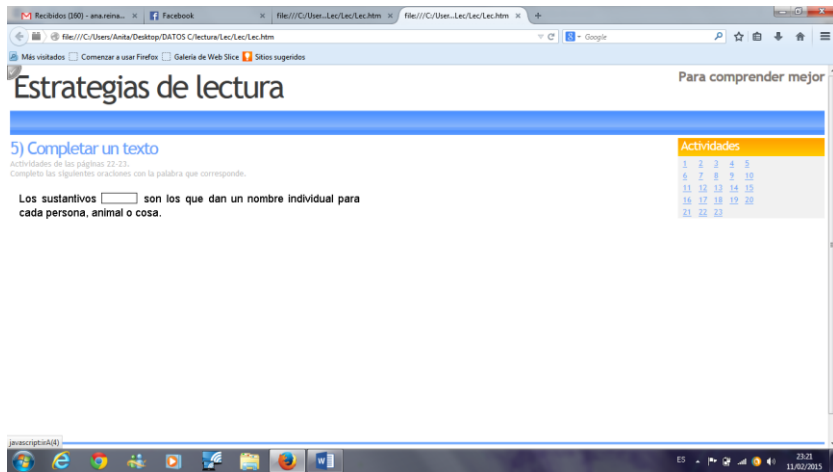 Recibidos (160) - ana.reina... × Facebook × file:///C:/User...Lec/Lec/Lec.htm × file:///C:/User...Lec/Lec/Lec.htm × +
file:///C:/Users/Anita/Desktop/DATOS C/lectura/Lec/Lec/Lec.htm Google
Más visitados Comenzar a usar Firefox Galería de Web Slice Sitios sugeridos
Estrategias de lectura
Para comprender mejor
5) Completar un texto
Actividades de las páginas 22-23.
Completo las siguientes oraciones con la palabra que corresponde.
Los sustantivos son los que dan un nombre individual para
cada persona, animal o cosa.
Actividades
1 2 3 4 5
6 7 8 9 10
11 12 13 14 15
16 17 18 19 20
21 22 23
javascript:irA(4)
ES 23:21
11/02/2015